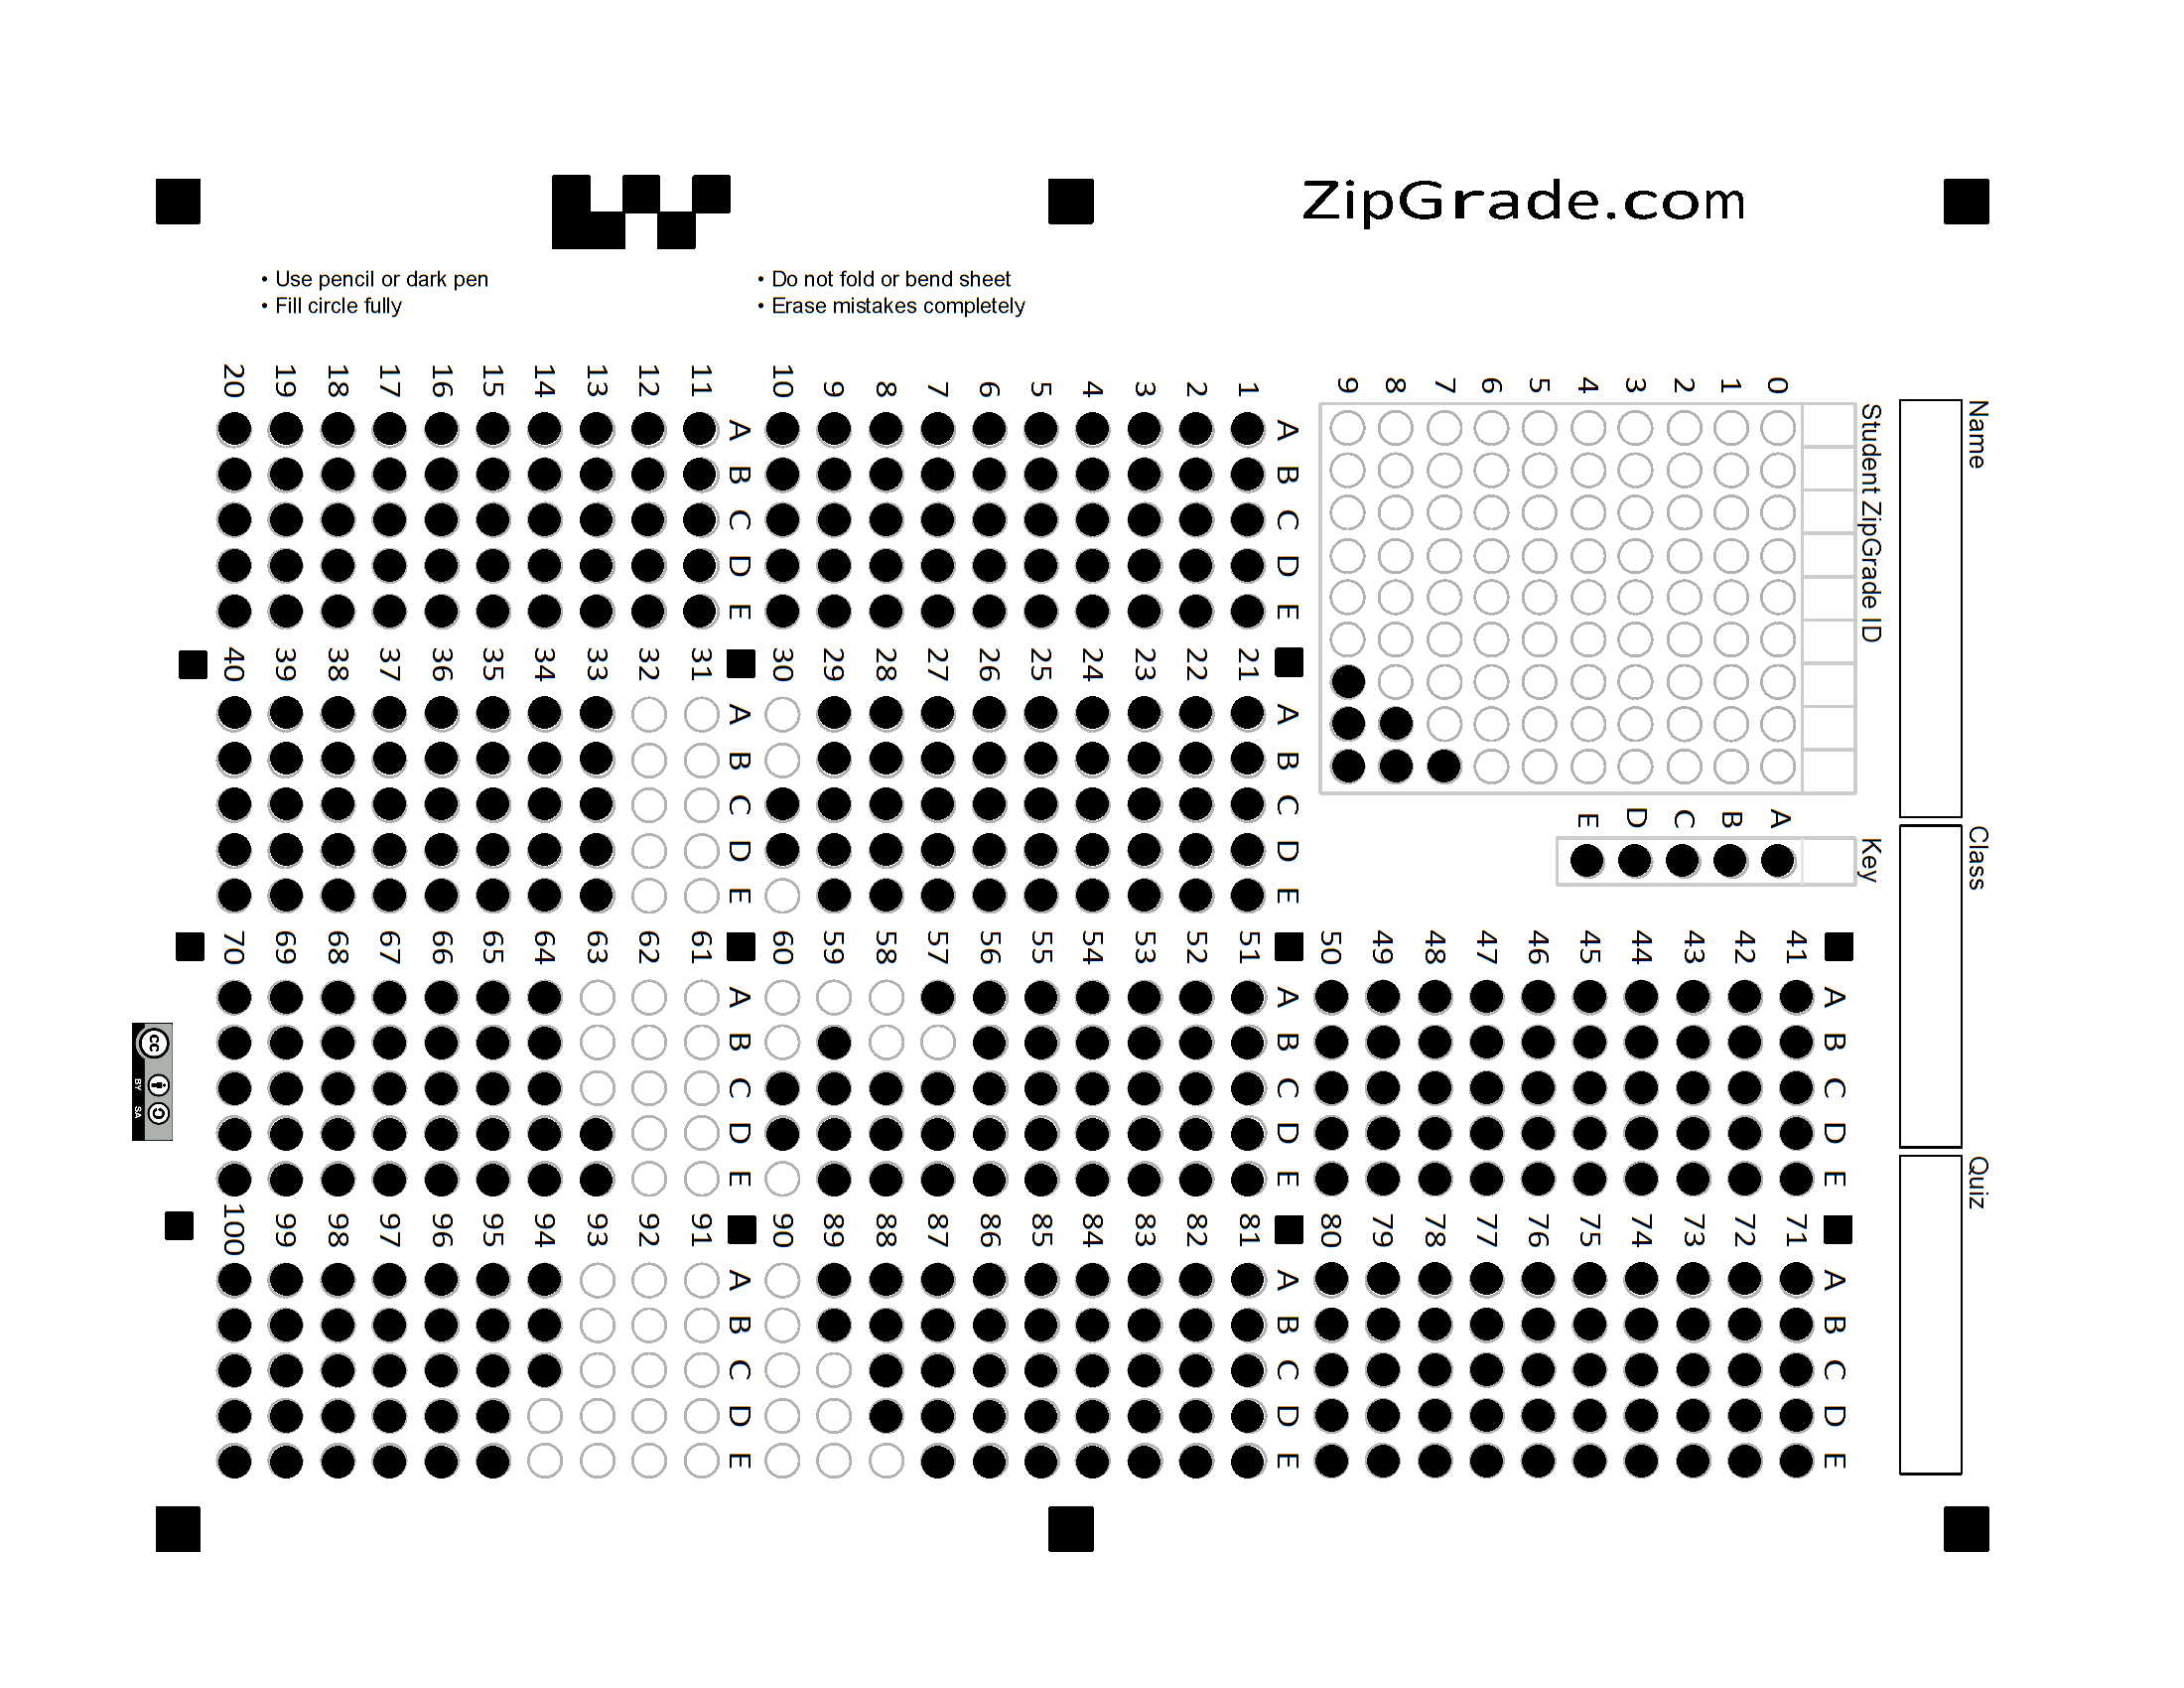 ZipGrade.com
• Use pencil or dark pen
• Fill circle fully
• Do not fold or bend sheet
• Erase mistakes completely
Name
Class
Quiz
Student ZipGrade ID
0 1 2 3 4 5 6 7 8 9
Key
A B C D E
A B C D E
1 2 3 4 5 6 7 8 9 10
A B C D E
11 12 13 14 15 16 17 18 19 20
A B C D E
21 22 23 24 25 26 27 28 29 30
A B C D E
31 32 33 34 35 36 37 38 39 40
A B C D E
41 42 43 44 45 46 47 48 49 50
A B C D E
51 52 53 54 55 56 57 58 59 60
A B C D E
61 62 63 64 65 66 67 68 69 70
A B C D E
71 72 73 74 75 76 77 78 79 80
A B C D E
81 82 83 84 85 86 87 88 89 90
A B C D E
91 92 93 94 95 96 97 98 99 100
cc
BY SA